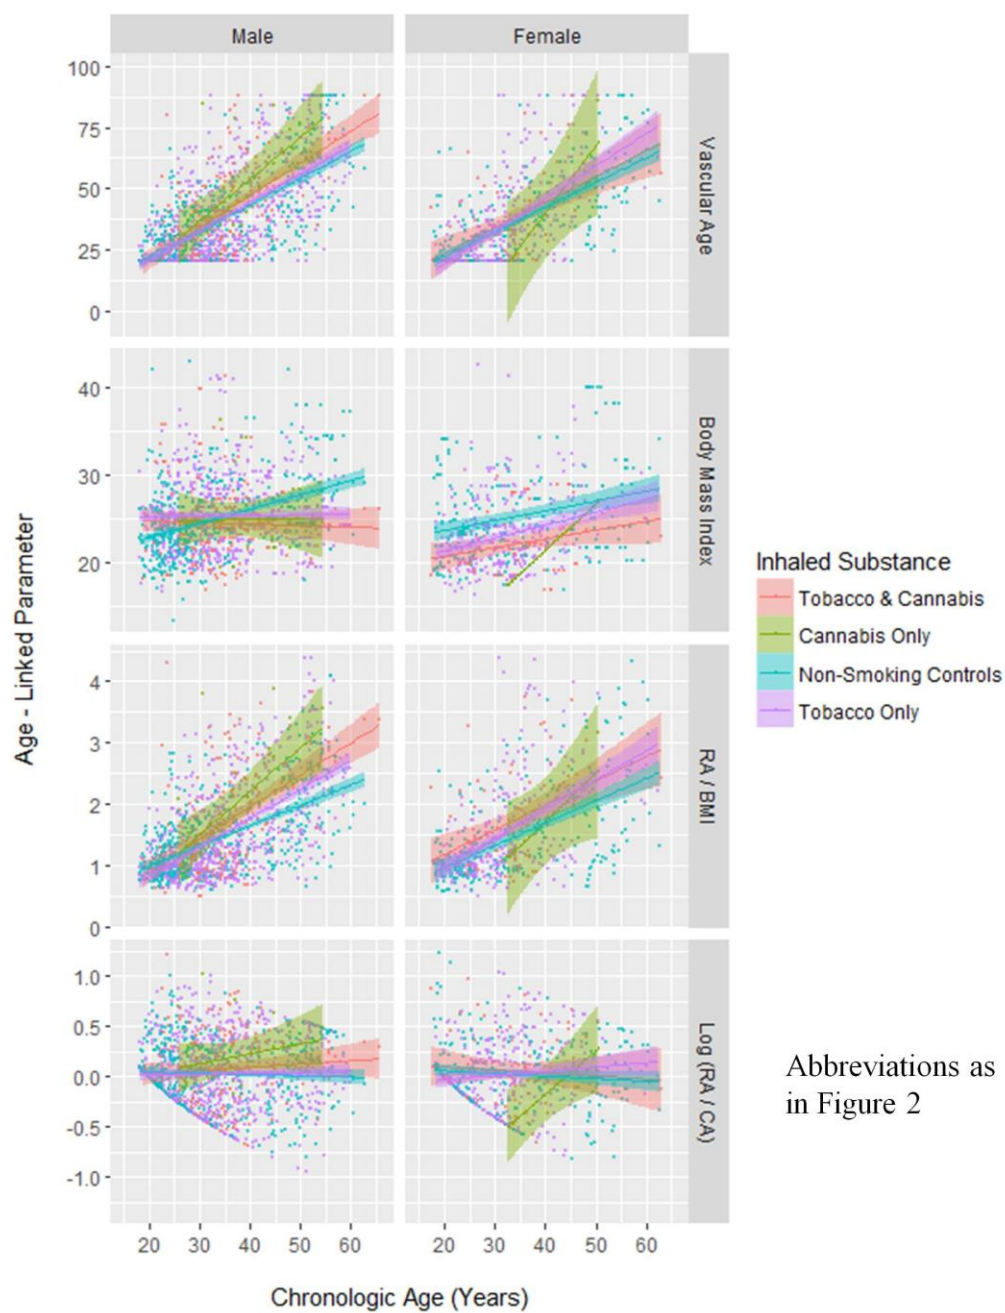 Male Female
100
75
50
25
0
Vascular Age
40
30
20
Body Mass Index
4
3
2
1
0
RA / BMI
1.0
0.5
0.0
-0.5
-1.0
Log (RA / CA)
20 30 40 50 60 20 30 40 50 60
Chronologic Age (Years)
Age - Linked Parameter
Inhaled Substance
Tobacco & Cannabis
Cannabis Only
Non-Smoking Controls
Tobacco Only
Abbreviations as
in Figure 2